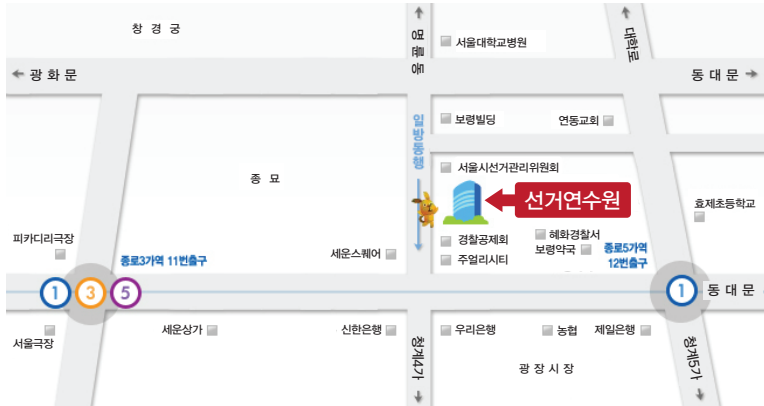 창 경 궁
명륜동
서울대학교병원
대학로
← 광 화 문
동 대 문 →
일방통행
보령빌딩
연동교회
서울시선거관리위원회
종 묘
선거연수원
효제초등학교
피카디리극장
종로3가역 11번출구
세운스퀘어
경찰공제회
주얼리시티
혜화경찰서
보령약국
종로5가역
12번출구
1
3
5
1
동 대 문
서울극장
세운상가
신한은행
청계4가
우리은행
농협
제일은행
청계5가
광 장 시 장